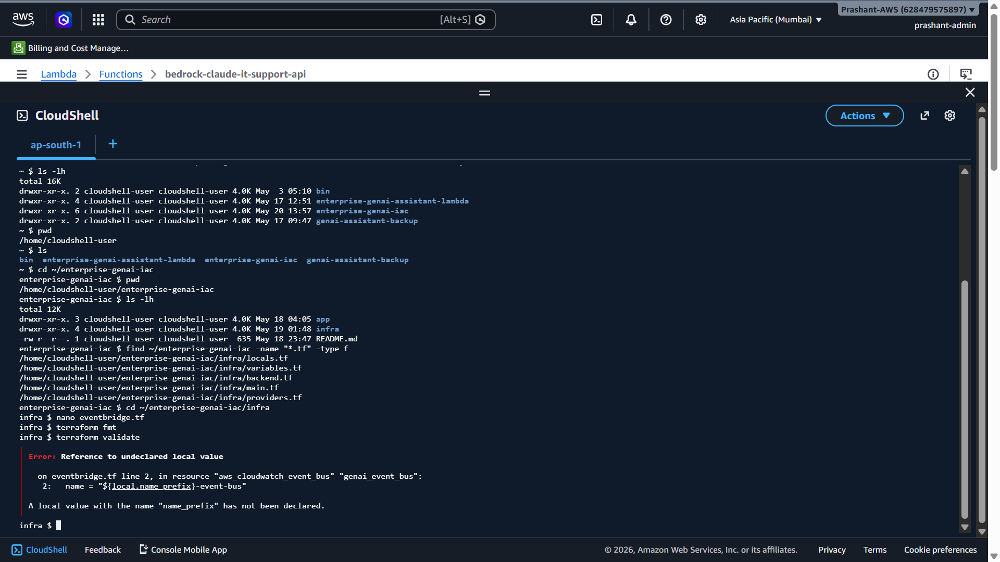 aws
Search
[Alt+S]
Asia Pacific (Mumbai)
Prashant-AWS (628479575897)
prashant-admin
Billing and Cost Manage...
Lambda
Functions
bedrock-claude-it-support-api
CloudShell
Actions
ap-south-1
~ $ ls -lh
total 16K
drwxr-xr-x. 2 cloudshell-user cloudshell-user 4.0K May  3 05:10 bin
drwxr-xr-x. 4 cloudshell-user cloudshell-user 4.0K May 17 12:51 enterprise-genai-assistant-lambda
drwxr-xr-x. 6 cloudshell-user cloudshell-user 4.0K May 20 13:57 enterprise-genai-iac
drwxr-xr-x. 2 cloudshell-user cloudshell-user 4.0K May 17 09:47 genai-assistant-backup
~ $ pwd
/home/cloudshell-user
~ $ ls
bin  enterprise-genai-assistant-lambda  enterprise-genai-iac  genai-assistant-backup
~ $ cd ~/enterprise-genai-iac
enterprise-genai-iac $ pwd
/home/cloudshell-user/enterprise-genai-iac
enterprise-genai-iac $ ls -lh
total 12K
drwxr-xr-x. 3 cloudshell-user cloudshell-user 4.0K May 18 04:05 app
drwxr-xr-x. 4 cloudshell-user cloudshell-user 4.0K May 19 01:48 infra
-rw-r--r--. 1 cloudshell-user cloudshell-user  635 May 18 23:47 README.md
enterprise-genai-iac $ find ~/enterprise-genai-iac -name "*.tf" -type f
/home/cloudshell-user/enterprise-genai-iac/infra/locals.tf
/home/cloudshell-user/enterprise-genai-iac/infra/variables.tf
/home/cloudshell-user/enterprise-genai-iac/infra/backend.tf
/home/cloudshell-user/enterprise-genai-iac/infra/main.tf
/home/cloudshell-user/enterprise-genai-iac/infra/providers.tf
enterprise-genai-iac $ cd ~/enterprise-genai-iac/infra
infra $ nano eventbridge.tf
infra $ terraform fmt
infra $ terraform validate
Error: Reference to undeclared local value
on eventbridge.tf line 2, in resource "aws_cloudwatch_event_bus" "genai_event_bus":
2:   name = "${local.name_prefix}-event-bus"
A local value with the name "name_prefix" has not been declared.
infra $
CloudShell
Feedback
Console Mobile App
© 2026, Amazon Web Services, Inc. or its affiliates.
Privacy
Terms
Cookie preferences